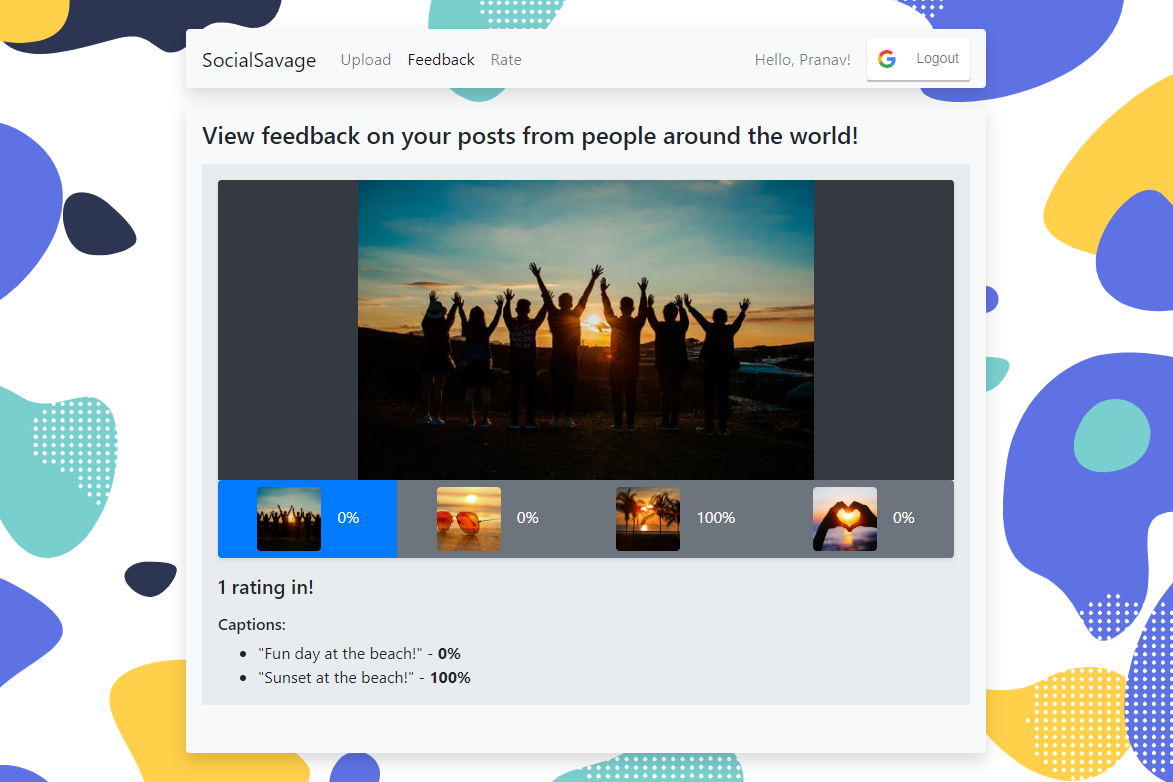 SocialSavage Upload Feedback Rate Hello, Pranav! Logout
View feedback on your posts from people around the world!
0% 0% 100% 0%
1 rating in!
Captions:
"Fun day at the beach!" - 0%
"Sunset at the beach!" - 100%